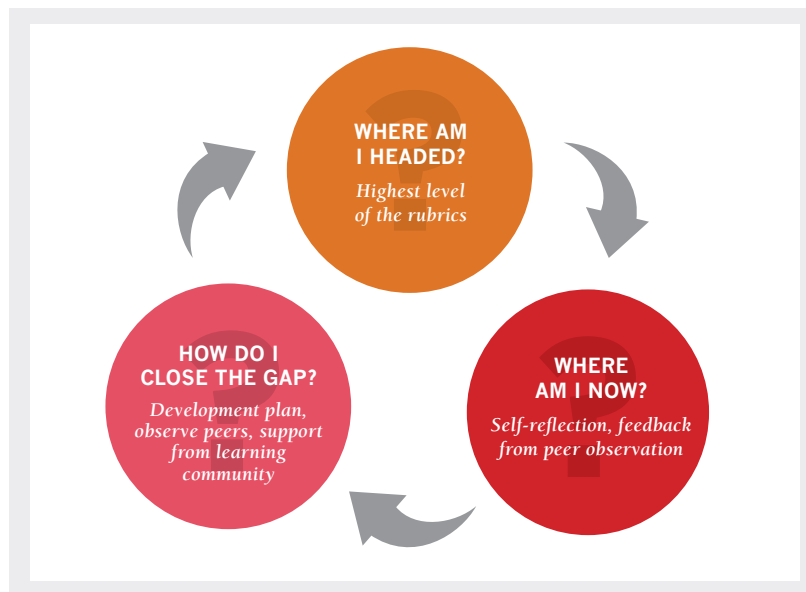 WHERE AM
I HEADED?
Highest level
of the rubrics
WHERE
AM I NOW?
Self-reflection, feedback
from peer observation
HOW DO I
CLOSE THE GAP?
Development plan,
observe peers, support
from learning
community